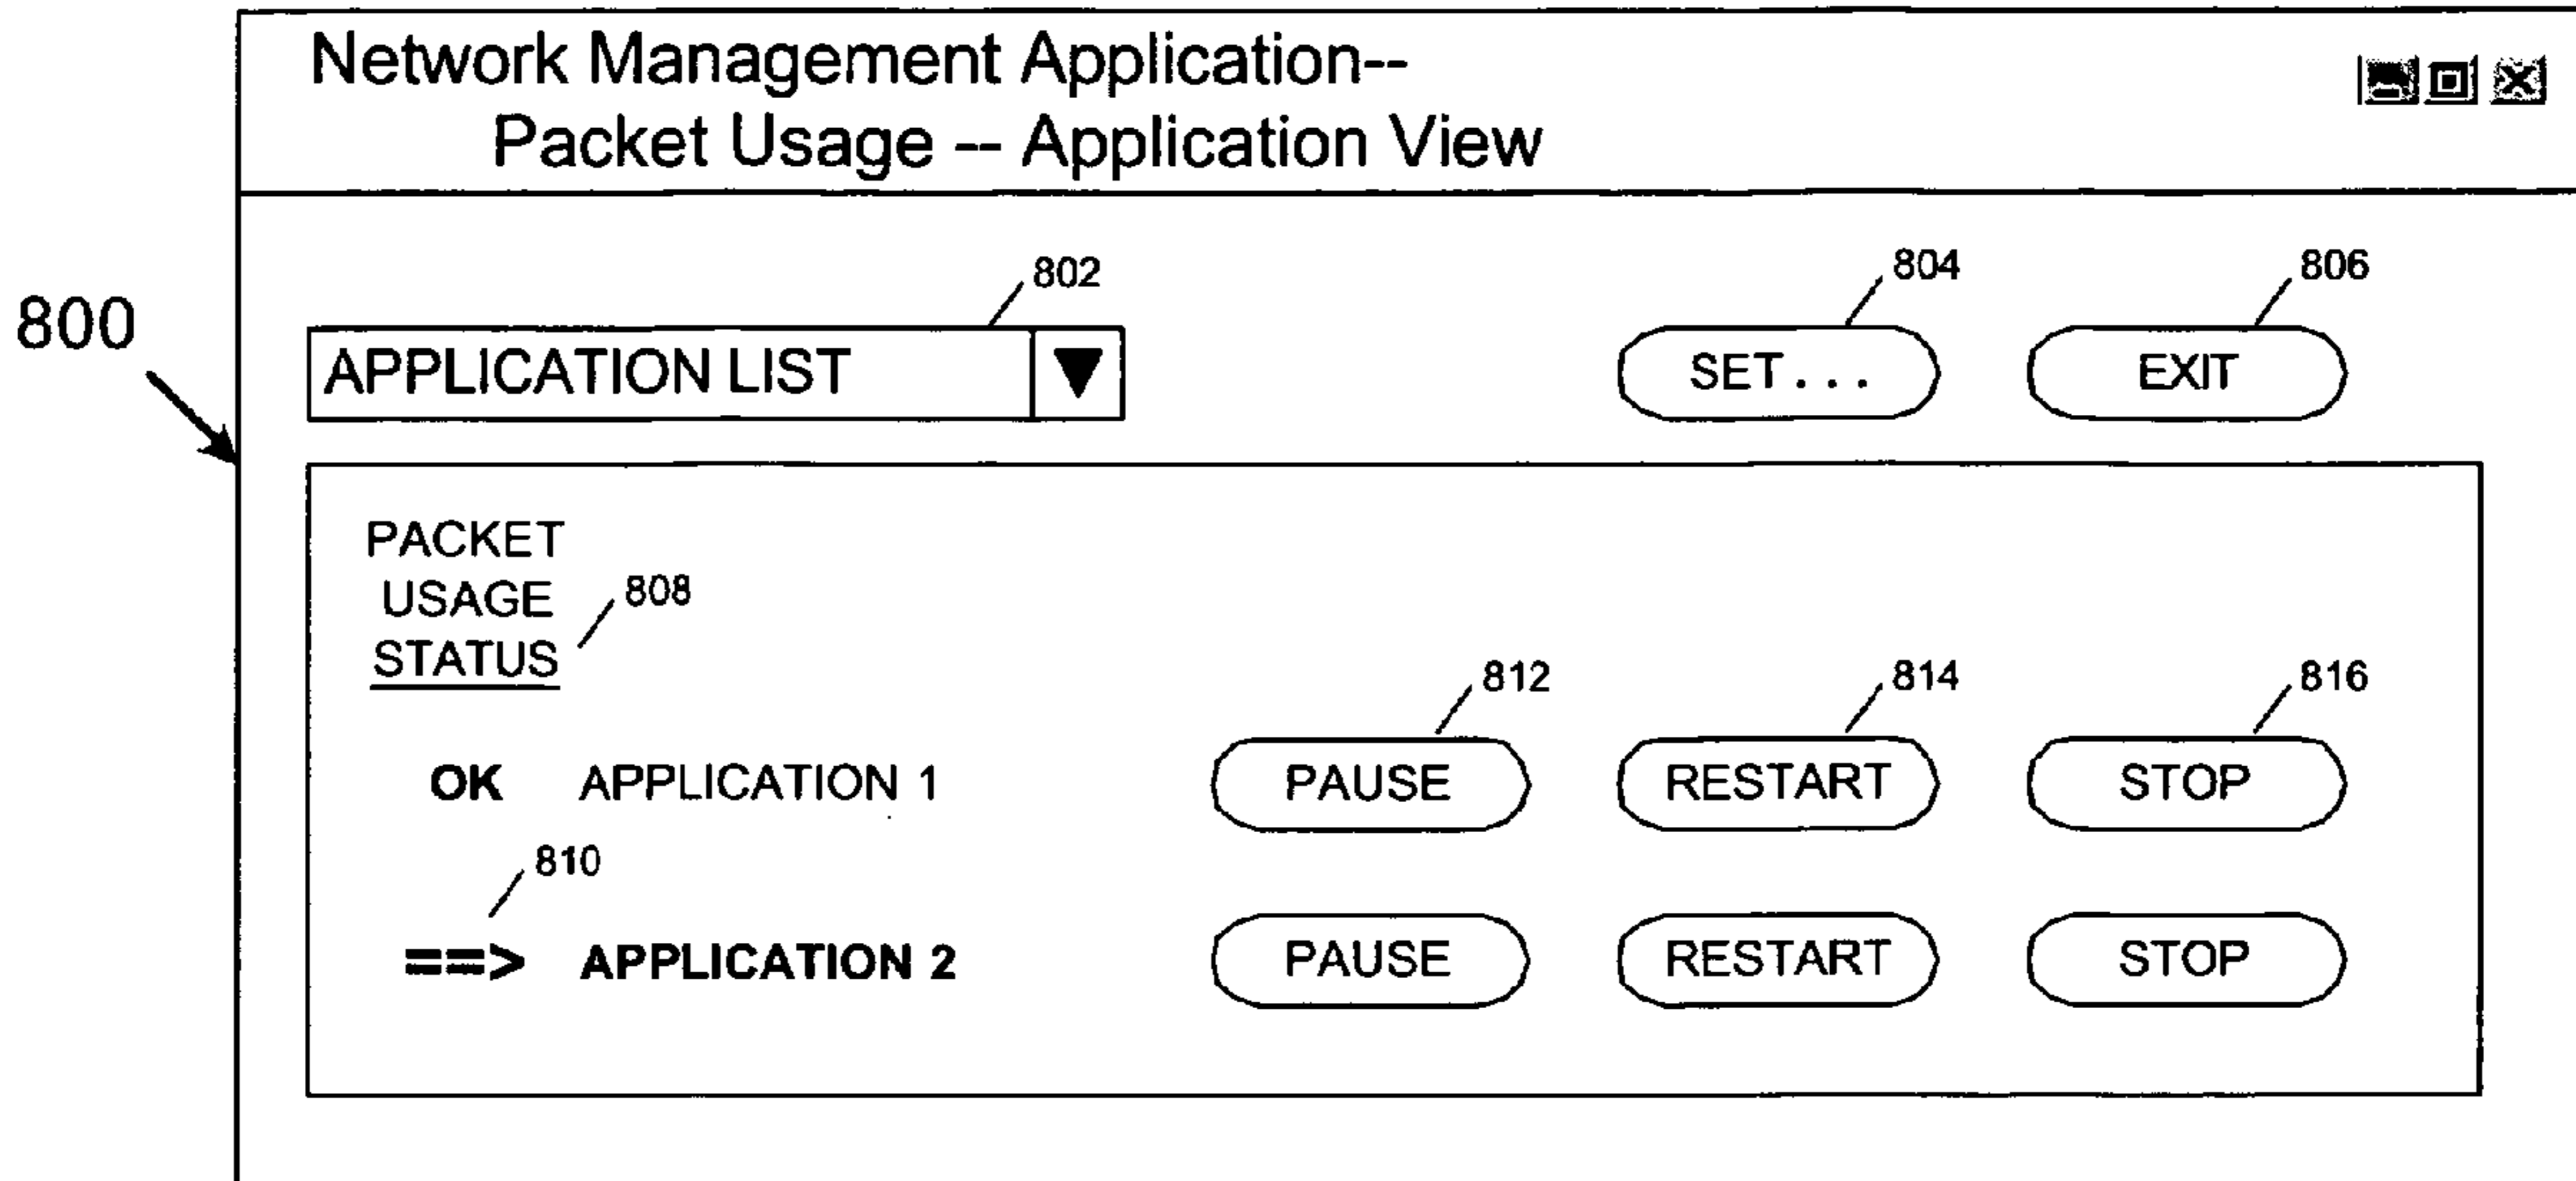 Network Management Application--
Packet Usage -- Application View
800
802
804
806
APPLICATION LIST
SET...
EXIT
PACKET
USAGE
STATUS
808
812
814
816
OK APPLICATION 1
PAUSE
RESTART
STOP
810
==> APPLICATION 2
PAUSE
RESTART
STOP